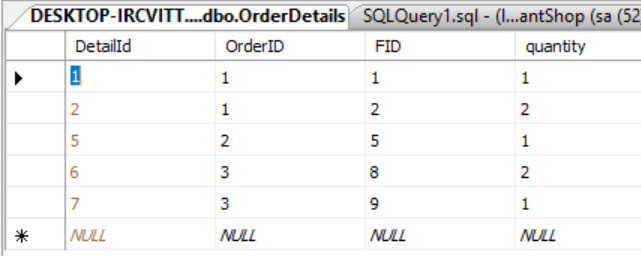 DESKTOP-IRCVITT....dbo.OrderDetails SQLQuery1.sql - (l...antShop (sa (52
DetailId OrderID FID quantity
1 1 1 1
2 1 2 2
5 2 5 1
6 3 8 2
7 3 9 1
NULL NULL NULL NULL